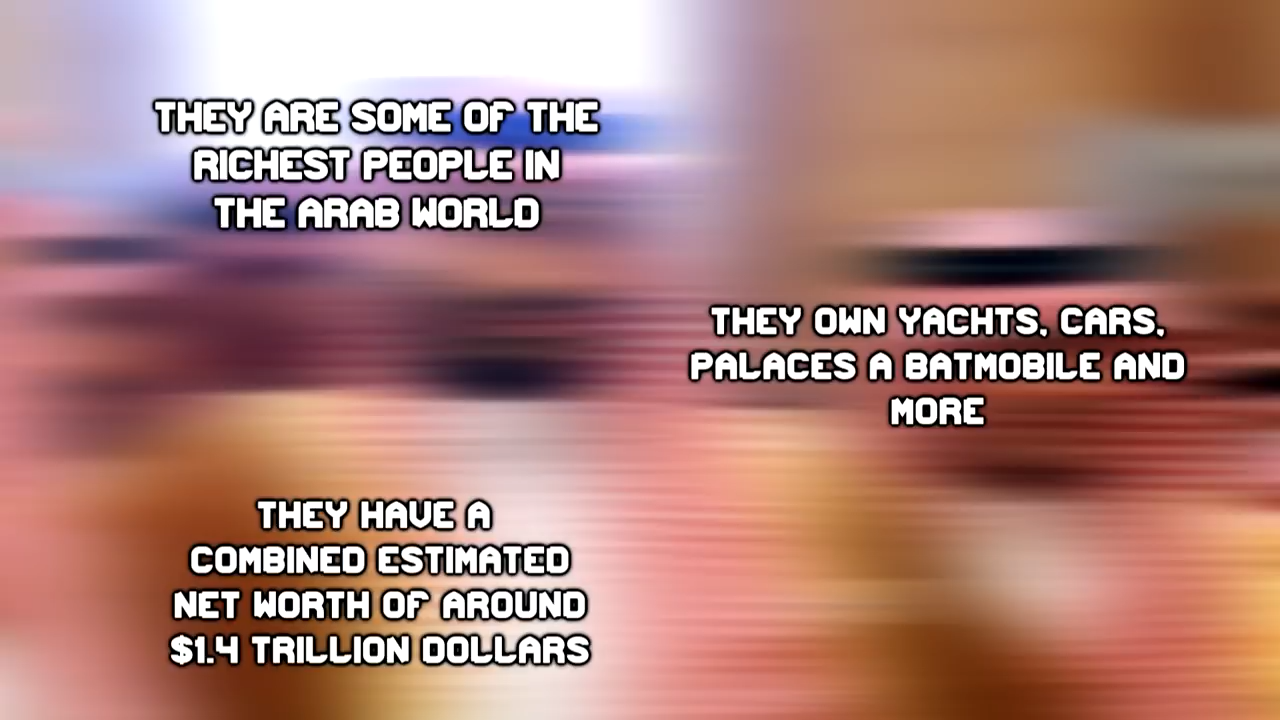 THEY ARE SOME OF THE
RICHEST PEOPLE IN
THE ARAB WORLD
THEY OWN YACHTS, CARS,
PALACES A BATMOBILE AND
MORE
THEY HAVE A
COMBINED ESTIMATED
NET WORTH OF AROUND
$1.4 TRILLION DOLLARS